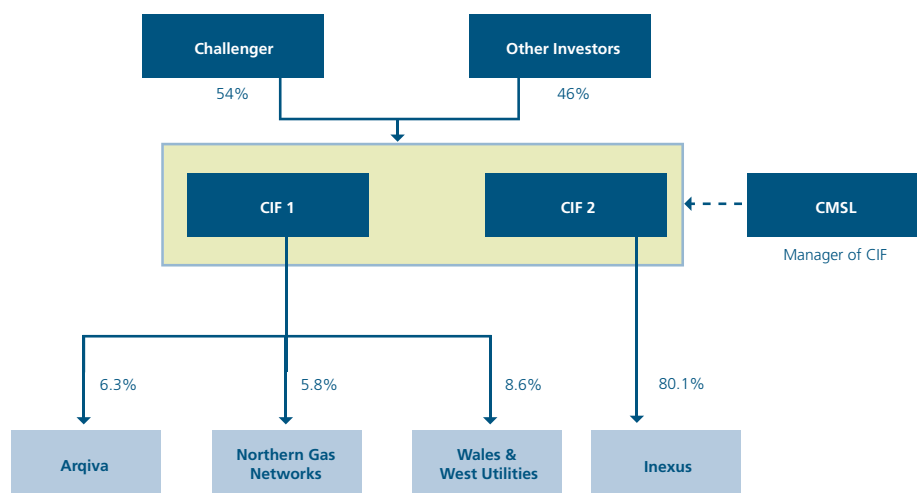 Challenger
Other Investors
54%
46%
CIF 1
CIF 2
CMSL
Manager of CIF
6.3%
5.8%
8.6%
80.1%
Arqiva
Northern Gas
Networks
Wales &
West Utilities
Inexus